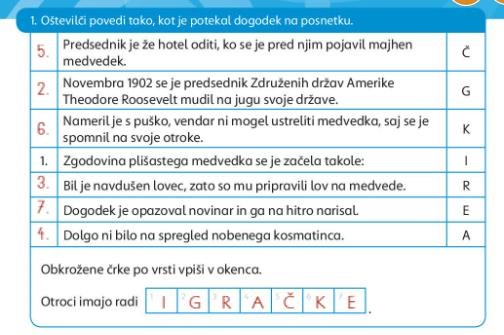 1. Oštevilči povedi tako, kot je potekal dogodek na posnetku.
5. Predsednik je že hotel oditi, ko se je pred njim pojavil majhen Č
medvedek.
2. Novembra 1902 se je predsednik Združenih držav Amerike G
Theodore Roosevelt mudil na jugu svoje države.
6. Nameril je s puško, vendar ni mogel ustreliti medvedka, saj se je K
spomnil na svoje otroke.
1. Zgodovina plišastega medvedka se je začela takole: I
3. Bil je navdušen lovec, zato so mu pripravili lov na medvede. R
7. Dogodek je opazoval novinar in ga na hitro narisal. E
4. Dolgo ni bilo na spregled nobenega kosmatinca. A
Obkrožene črke po vrsti vpiši v okenca.
Otroci imajo radi 1 I 2 G 3 R 4 A 5 Č 6 K 7 E .